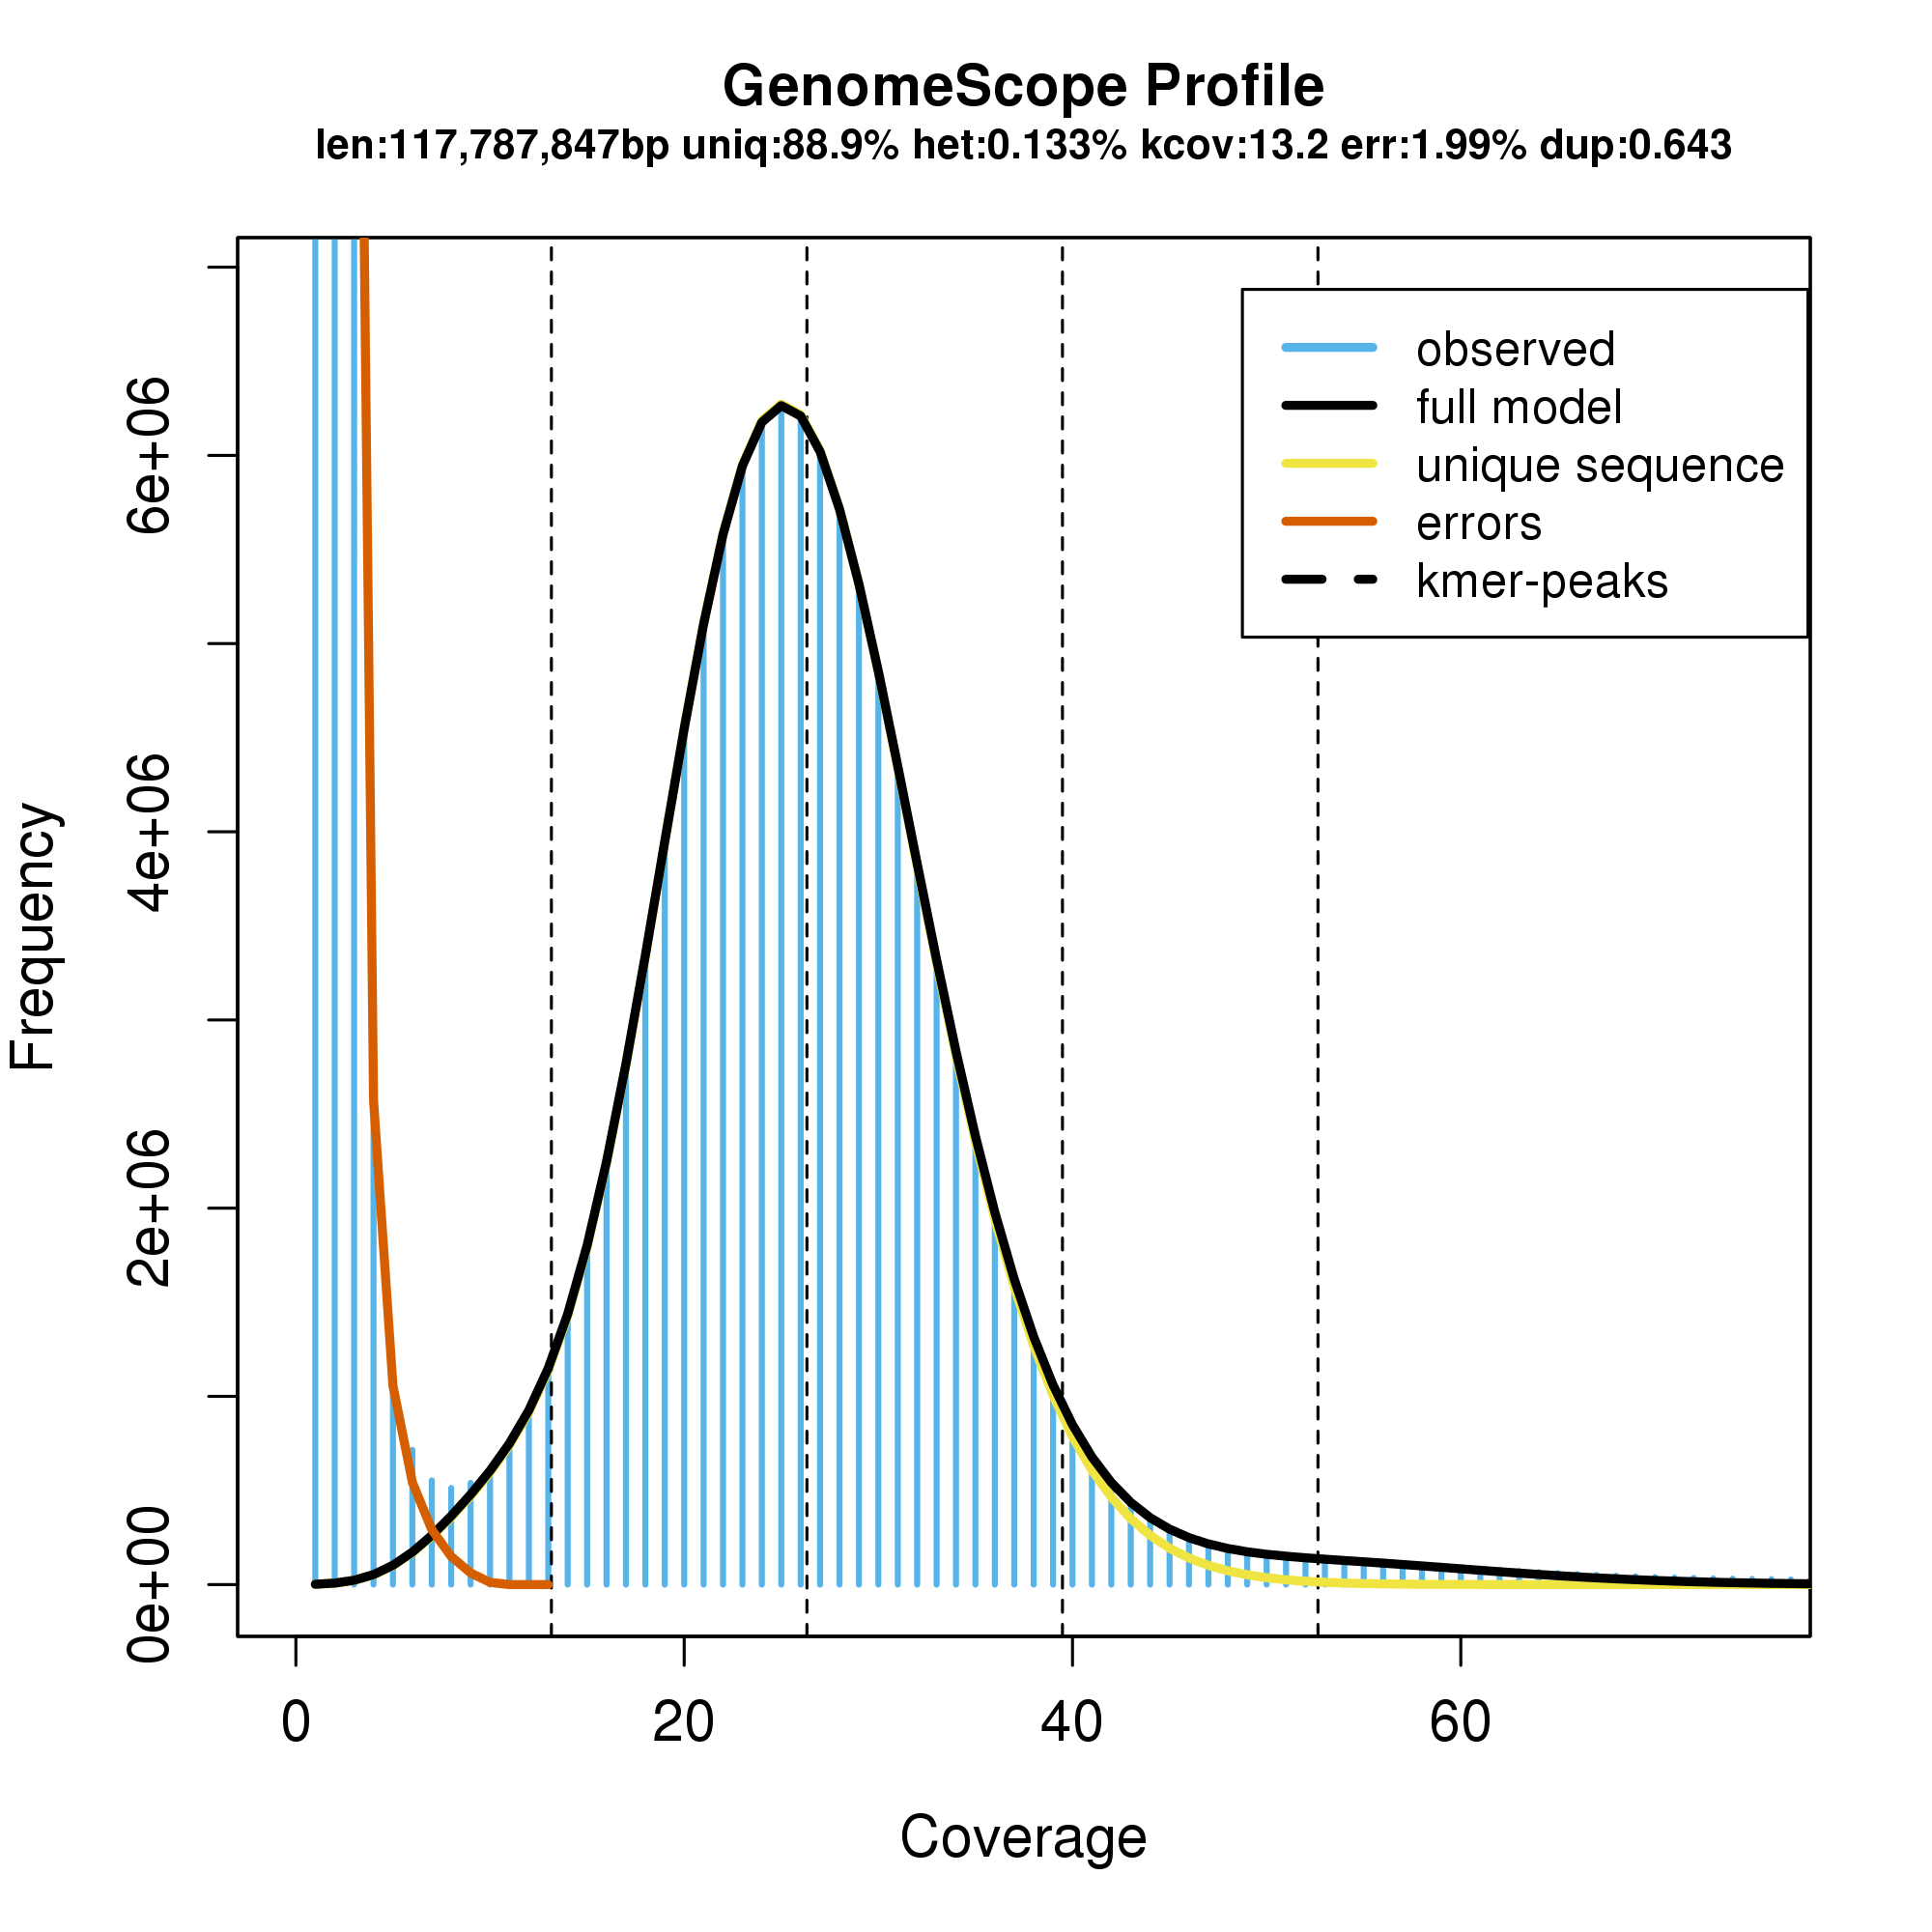 GenomeScope Profile
len:117,787,847bp uniq:88.9% het:0.133% kcov:13.2 err:1.99% dup:0.643
observed
full model
unique sequence
errors
kmer-peaks
Frequency
0e+00
2e+06
4e+06
6e+06
0
20
40
60
Coverage